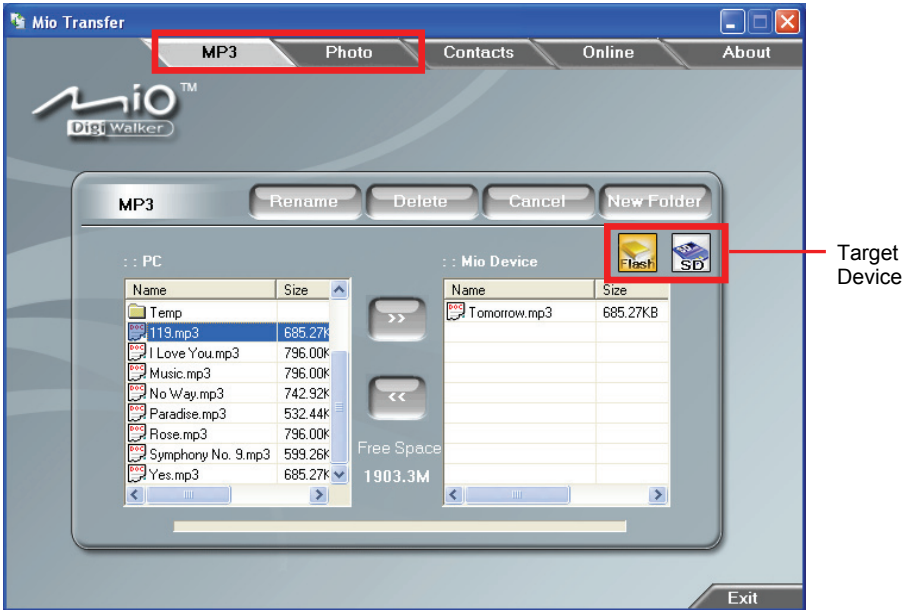 Mio Transfer
MP3 Photo Contacts Online About
Mio TM
DigiWalker
MP3 Rename Delete Cancel New Folder
: : PC : : Mio Device Flash SD
Target
Device
Name Size Name Size
Temp
119.mp3 685.27K
I Love You.mp3 796.00K
Music.mp3 796.00K
No Way.mp3 742.92K
Paradise.mp3 532.44K
Rose.mp3 796.00K
Symphony No. 9.mp3 599.26K
Yes.mp3 685.27K
>>
<<
Free Space
1903.3M
Tomorrow.mp3 685.27KB
Exit